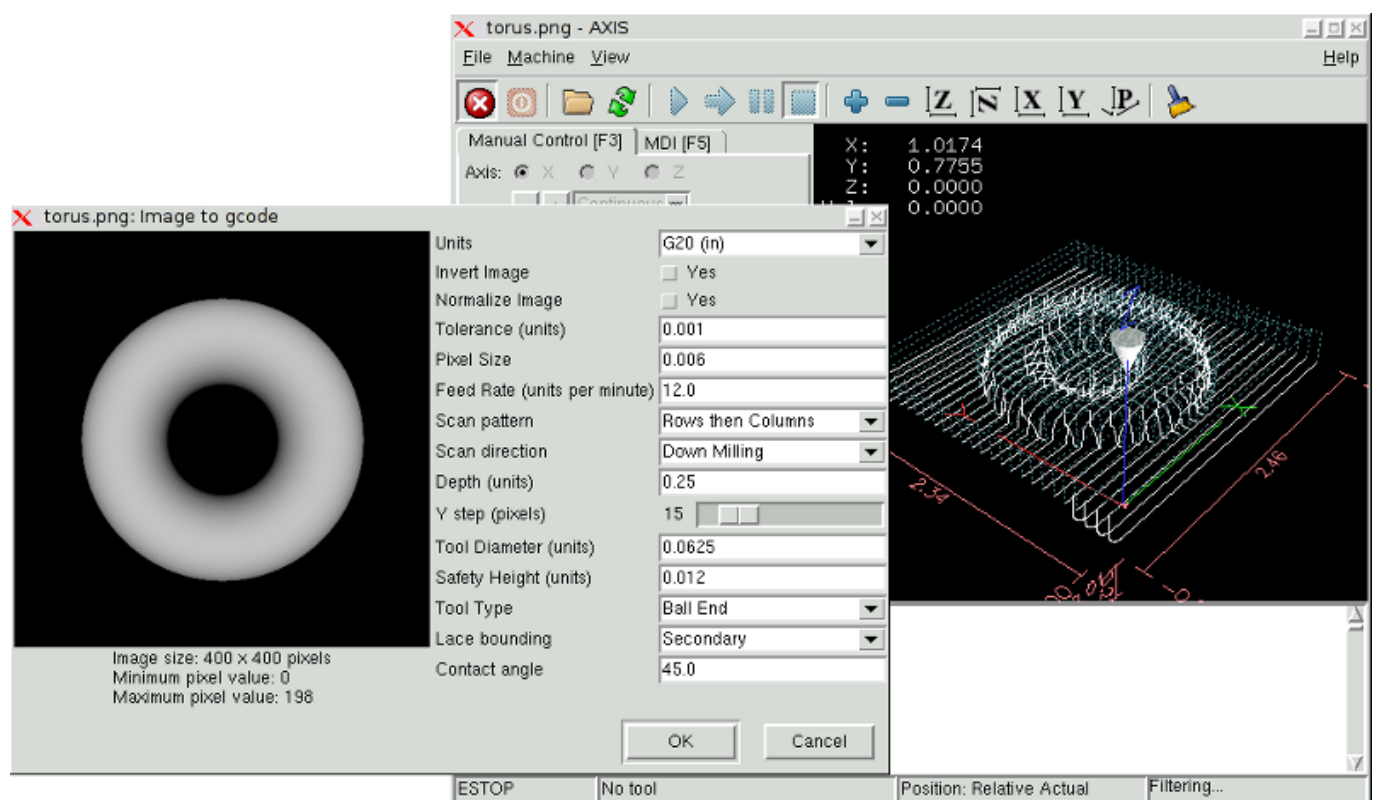 torus.png - AXIS
File Machine View Help
Z N X Y P
Manual Control [F3] MDI [F5]
Axis: X Y Z
Continuous
X: 1.0174
Y: 0.7755
Z: 0.0000
0.0000
2.34
2.46
torus.png: Image to gcode
Units G20 (in)
Invert Image Yes
Normalize Image Yes
Tolerance (units) 0.001
Pixel Size 0.006
Feed Rate (units per minute) 12.0
Scan pattern Rows then Columns
Scan direction Down Milling
Depth (units) 0.25
Y step (pixels) 15
Tool Diameter (units) 0.0625
Safety Height (units) 0.012
Tool Type Ball End
Lace bounding Secondary
Contact angle 45.0
Image size: 400 x 400 pixels
Minimum pixel value: 0
Maximum pixel value: 198
OK Cancel
ESTOP No tool Position: Relative Actual Filtering...